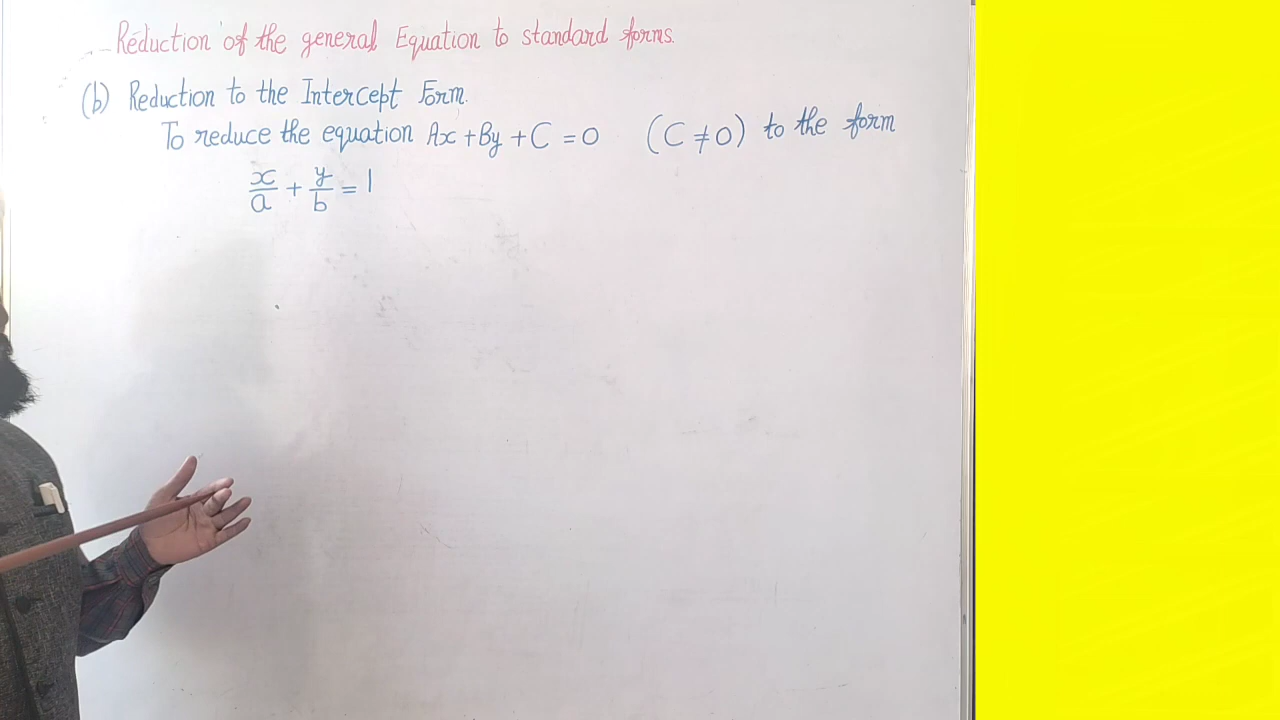 Reduction of the general Equation to standard forms.
(b) Reduction to the Intercept Form.
To reduce the equation Ax + By + C = 0 (C ≠ 0) to the form
x/a + y/b = 1